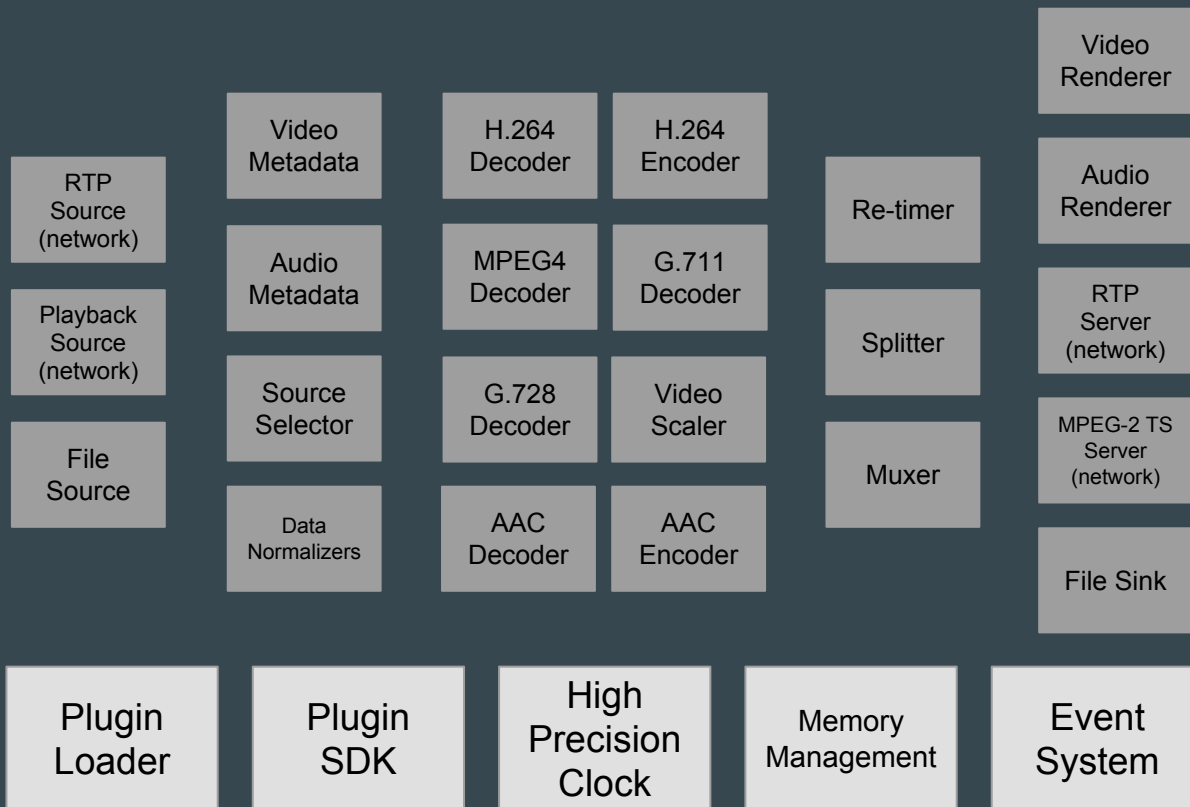 RTP
Source
(network)
Playback
Source
(network)
File
Source
Video
Metadata
Audio
Metadata
Source
Selector
Data
Normalizers
H.264
Decoder
MPEG4
Decoder
G.728
Decoder
AAC
Decoder
H.264
Encoder
G.711
Decoder
Video
Scaler
AAC
Encoder
Re-timer
Splitter
Muxer
Video
Renderer
Audio
Renderer
RTP
Server
(network)
MPEG-2 TS
Server
(network)
File Sink
Plugin
Loader
Plugin
SDK
High
Precision
Clock
Memory
Management
Event
System